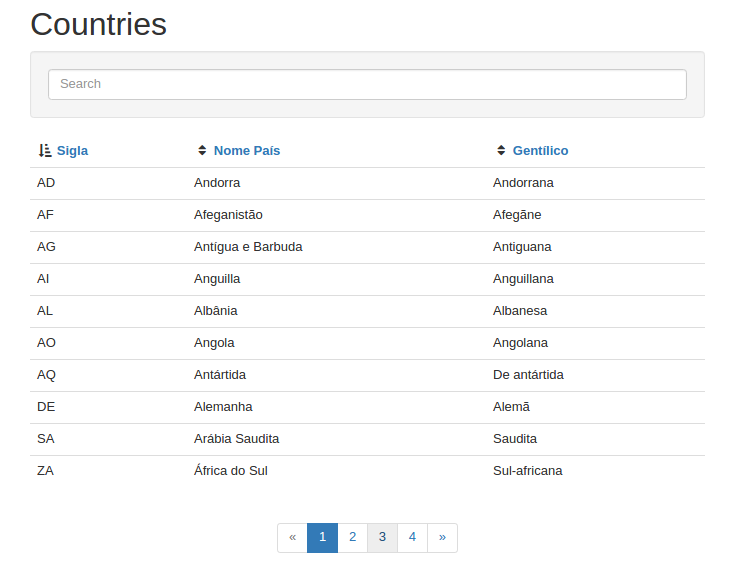 Countries
Search
Sigla Nome País Gentílico
AD Andorra Andorrana
AF Afeganistão Afegãne
AG Antígua e Barbuda Antiguana
AI Anguilla Anguillana
AL Albânia Albanesa
AO Angola Angolana
AQ Antártida De antártida
DE Alemanha Alemã
SA Arábia Saudita Saudita
ZA África do Sul Sul-africana
« 1 2 3 4 »